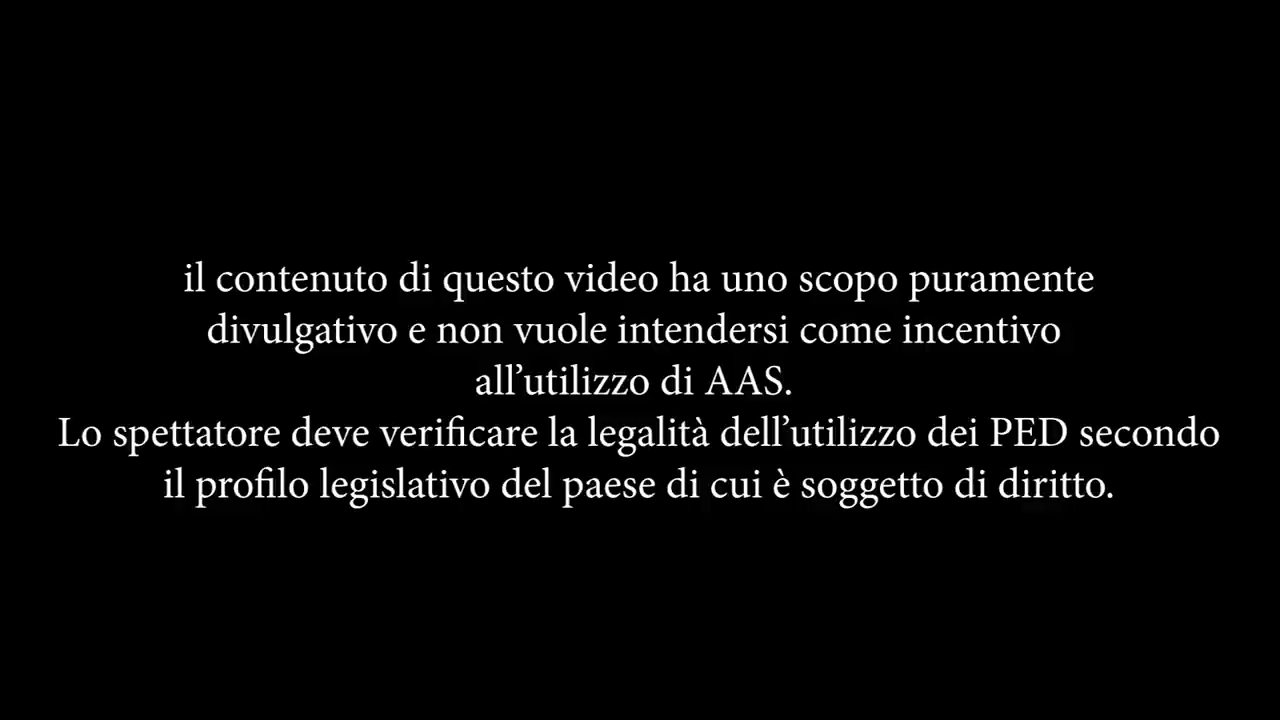 il contenuto di questo video ha uno scopo puramente
divulgativo e non vuole intendersi come incentivo
all’utilizzo di AAS.
Lo spettatore deve verificare la legalità dell’utilizzo dei PED secondo
il profilo legislativo del paese di cui è soggetto di diritto.